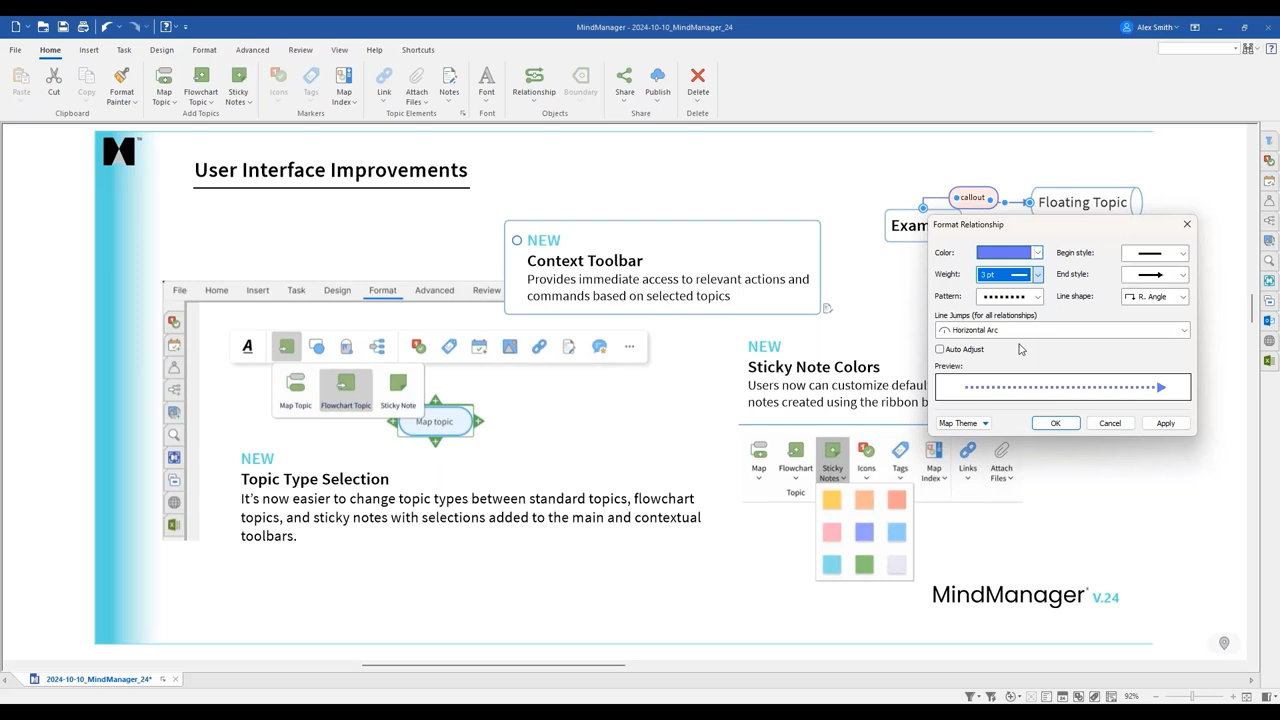 MindManager - 2024-10-10_MindManager_24
Alex Smith
File Home Insert Task Design Format Advanced Review View Help Shortcuts
Paste Cut Copy Format Painter
Map Topic Flowchart Topic Sticky Notes
Icons Tags Map Index
Link Attach Files Notes
Font
Relationship Boundary
Share Publish
Delete
Clipboard Add Topics Markers Topic Elements Font Objects Share Delete
User Interface Improvements
callout
Floating Topic
Exam
NEW
Context Toolbar
Provides immediate access to relevant actions and
commands based on selected topics
File Home Insert Task Design Format Advanced Review
A
Map Topic Flowchart Topic Sticky Note
Map topic
NEW
Topic Type Selection
It's now easier to change topic types between standard topics, flowchart
topics, and sticky notes with selections added to the main and contextual
toolbars.
NEW
Sticky Note Colors
Users now can customize defau
notes created using the ribbon b
Format Relationship
Color: Begin style:
Weight: 3 pt End style:
Pattern: Line shape: R. Angle
Line Jumps (for all relationships)
Horizontal Arc
Auto Adjust
Preview:
Map Theme OK Cancel Apply
Map Flowchart Sticky Notes Icons Tags Map Index Links Attach Files
Topic
MindManager V.24
2024-10-10_MindManager_24*
92%